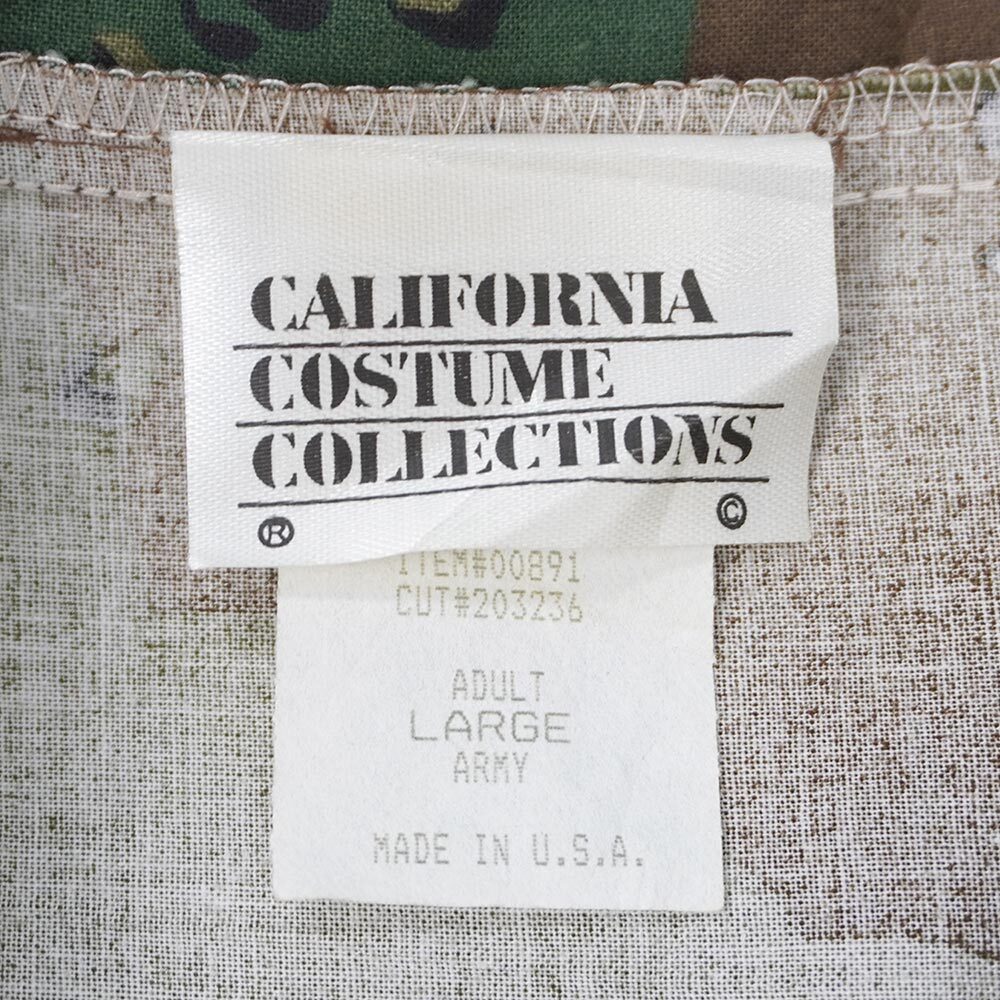 CALIFORNIA
COSTUME
COLLECTIONS
® ©
ITEM#00891
CUT#203236
ADULT
LARGE
ARMY
MADE IN U.S.A.